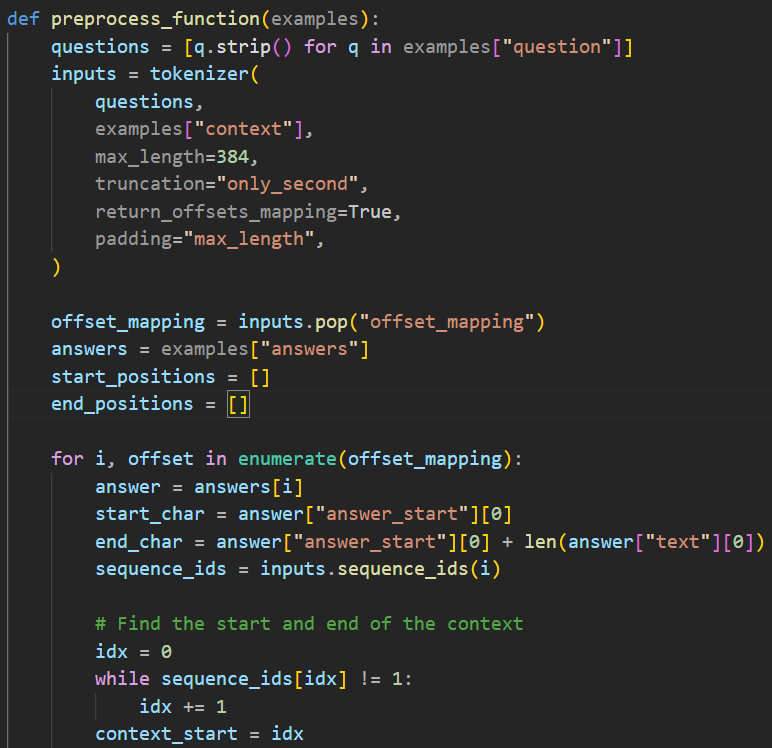 def preprocess_function(examples):
    questions = [q.strip() for q in examples["question"]]
    inputs = tokenizer(
        questions,
        examples["context"],
        max_length=384,
        truncation="only_second",
        return_offsets_mapping=True,
        padding="max_length",
    )

    offset_mapping = inputs.pop("offset_mapping")
    answers = examples["answers"]
    start_positions = []
    end_positions = []

    for i, offset in enumerate(offset_mapping):
        answer = answers[i]
        start_char = answer["answer_start"][0]
        end_char = answer["answer_start"][0] + len(answer["text"][0])
        sequence_ids = inputs.sequence_ids(i)

        # Find the start and end of the context
        idx = 0
        while sequence_ids[idx] != 1:
            idx += 1
        context_start = idx